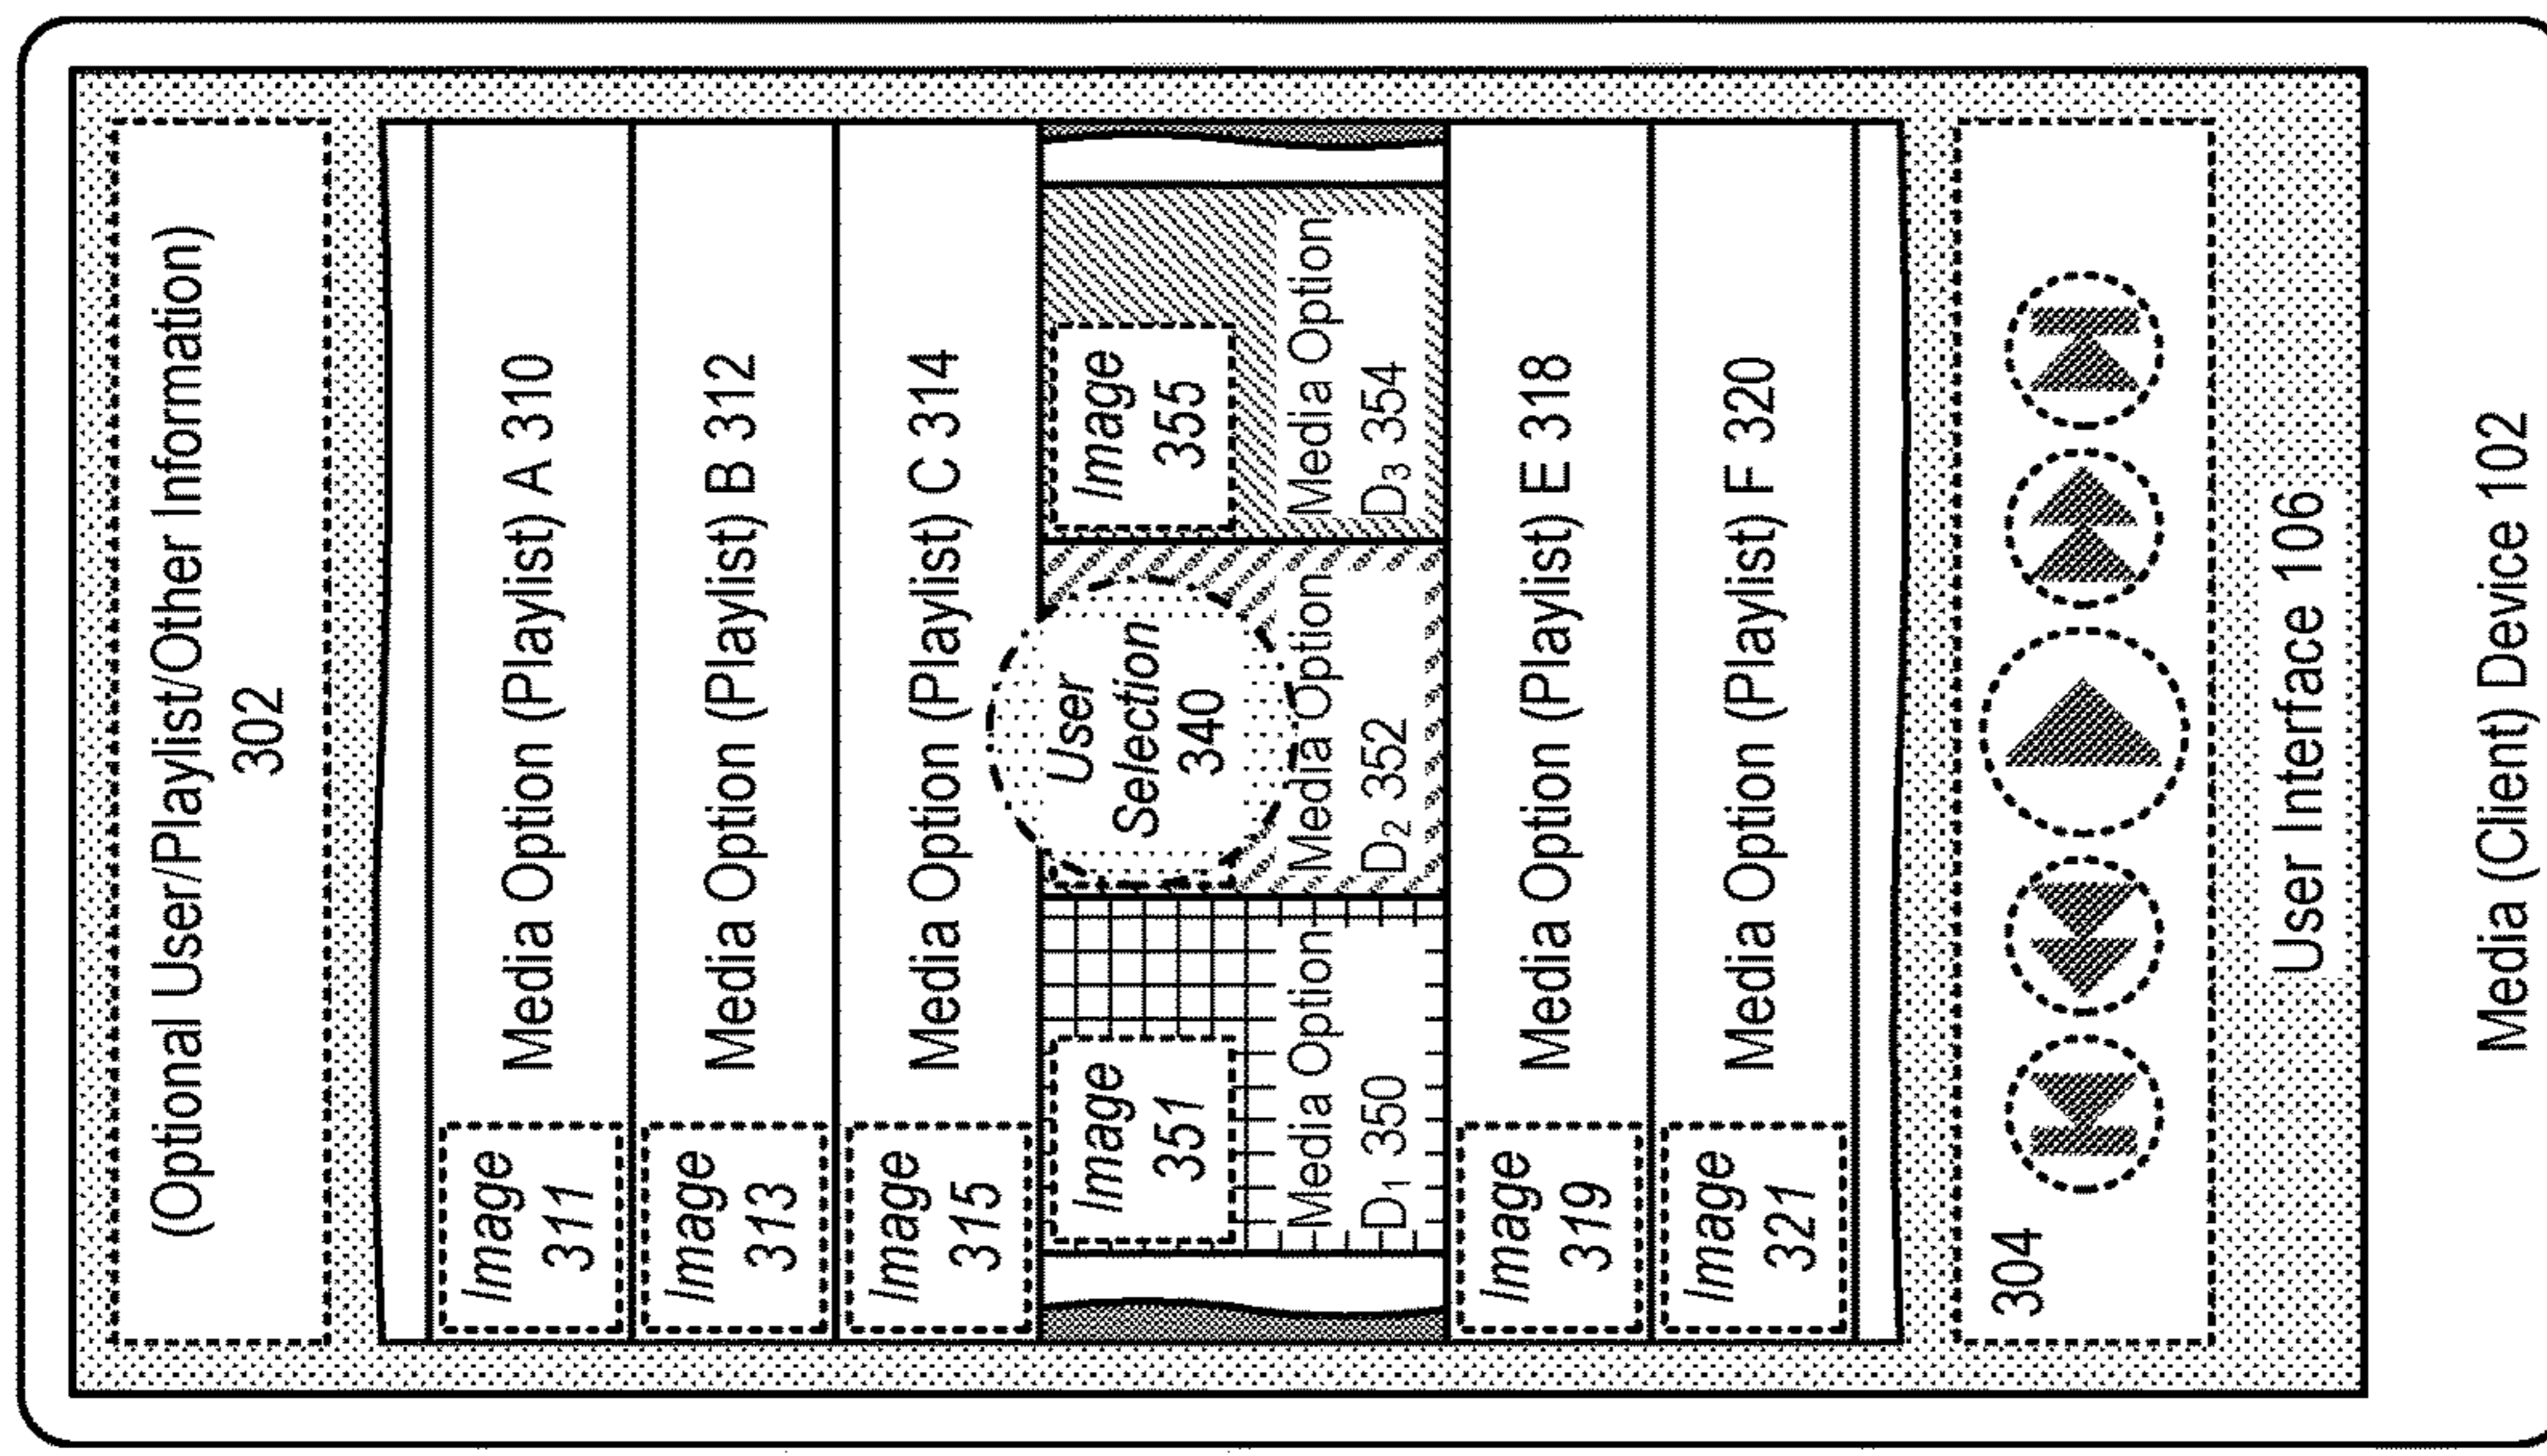 (Optional User/Playlist/Other Information)
302
Image
311
Media Option (Playlist) A 310
Image
313
Media Option (Playlist) B 312
Image
315
Media Option (Playlist) C 314
Image
351
Media Option
D₁ 350
User
Selection
340
Media Option
D₂ 352
Image
355
Media Option
D₃ 354
Image
319
Media Option (Playlist) E 318
Image
321
Media Option (Playlist) F 320
304
User Interface 106
Media (Client) Device 102